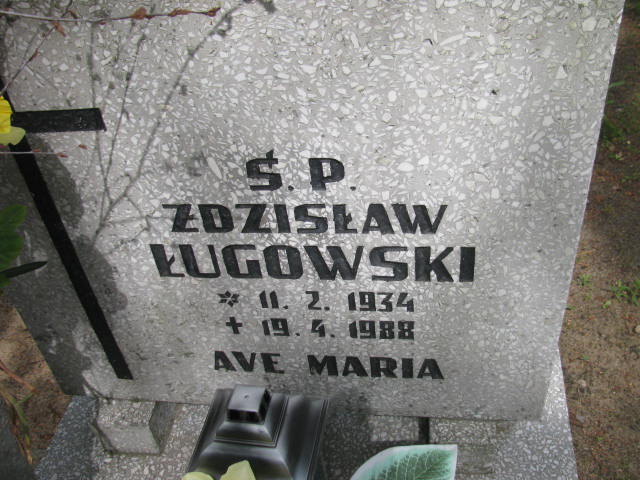 Ś. P.
ZDZISŁAW
ŁUGOWSKI
* 11. 2. 1934
+ 19. 4. 1988
AVE MARIA